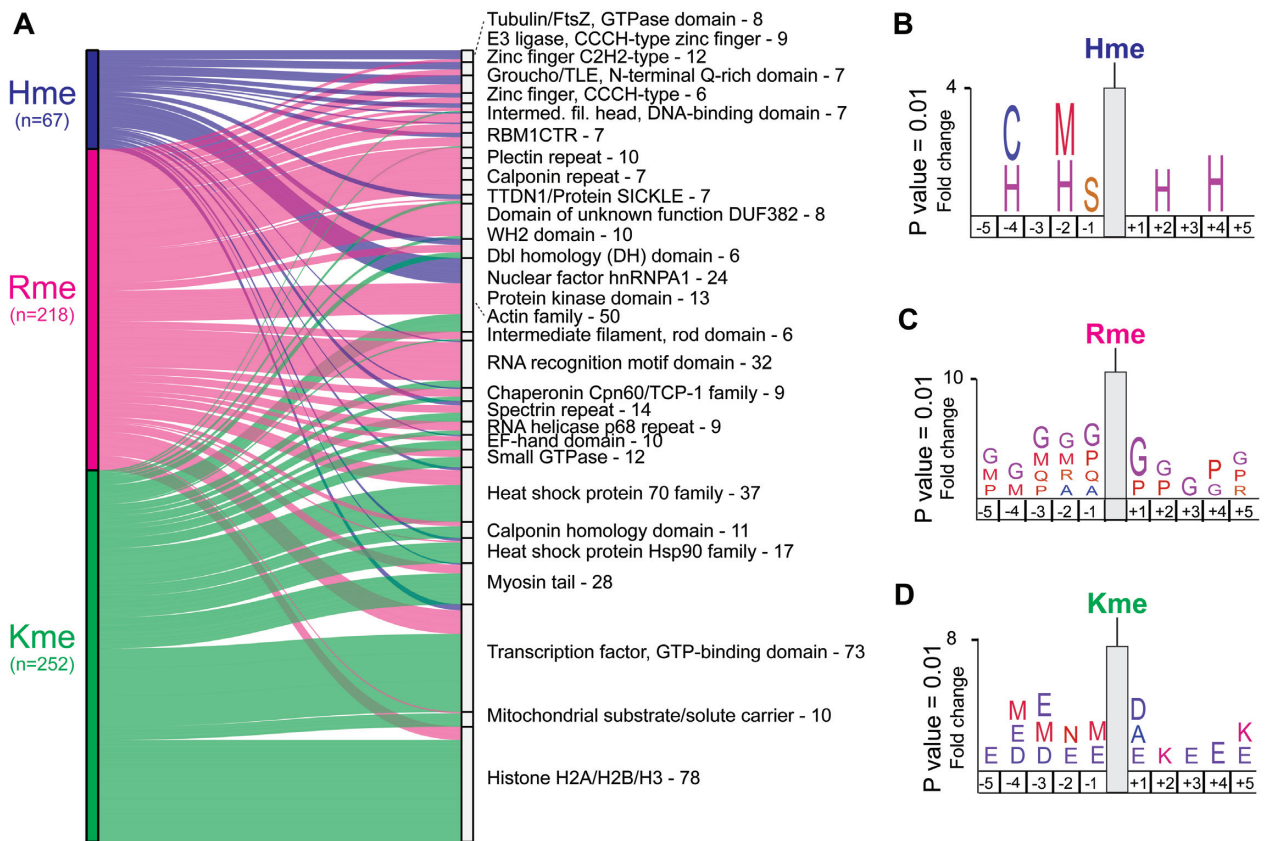 A
Hme
(n=67)
Rme
(n=218)
Kme
(n=252)
Tubulin/FtsZ, GTPase domain - 8
E3 ligase, CCCH-type zinc finger - 9
Zinc finger C2H2-type - 12
Groucho/TLE, N-terminal Q-rich domain - 7
Zinc finger, CCCH-type - 6
Intermed. fil. head, DNA-binding domain - 7
RBM1CTR - 7
Plectin repeat - 10
Calponin repeat - 7
TTDN1/Protein SICKLE - 7
Domain of unknown function DUF382 - 8
WH2 domain - 10
Dbl homology (DH) domain - 6
Nuclear factor hnRNPA1 - 24
Protein kinase domain - 13
Actin family - 50
Intermediate filament, rod domain - 6
RNA recognition motif domain - 32
Chaperonin Cpn60/TCP-1 family - 9
Spectrin repeat - 14
RNA helicase p68 repeat - 9
EF-hand domain - 10
Small GTPase - 12
Heat shock protein 70 family - 37
Calponin homology domain - 11
Heat shock protein Hsp90 family - 17
Myosin tail - 28
Transcription factor, GTP-binding domain - 73
Mitochondrial substrate/solute carrier - 10
Histone H2A/H2B/H3 - 78
B
Hme
P value = 0.01
Fold change
4
C M
H H S H H
-5 -4 -3 -2 -1 +1 +2 +3 +4 +5
C
Rme
P value = 0.01
Fold change
10
G G G
G M M P G G P G
M G Q R Q G P P
P M P A A P P G G R
-5 -4 -3 -2 -1 +1 +2 +3 +4 +5
D
Kme
P value = 0.01
Fold change
8
M E D
E M N M A K
E D D E E E K E E E
-5 -4 -3 -2 -1 +1 +2 +3 +4 +5